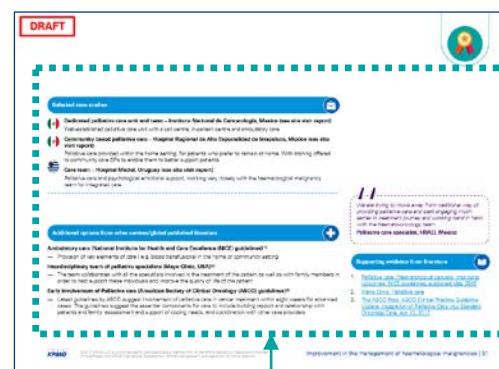 DRAFT
Selected case studies
Dedicated palliative care unit and team – Instituto Nacional de Cancerología, Mexico (see site visit report)
Well-established palliative care unit with a call centre, inpatient centre and ambulatory care
Community based palliative care – Hospital Regional de Alta Especialidad de Ixtapaluca, Mexico (see site visit report)
Palliative care provided within the home setting, for patients who prefer to remain at home. With training offered
to community care GPs to enable them to better support patients
Care team – Hospital Maciel, Uruguay (see site visit report)
Palliative care and psychological emotional support, working very closely with the haematological malignancy
team for integrated care
We are trying to move away from traditional way of
providing palliative care and start engaging much
earlier in treatment journey and working hand in hand
with the haematooncology team
Palliative care specialist, HRAEI, Mexico
Additional options from other centres/global published literature
Ambulatory care (National Institute for Health and Care Excellence (NICE) guidelines)
— Provision of key elements of care i.e. blood transfusions in the home or community setting
Interdisciplinary teams of palliative specialists (Mayo Clinic, USA)
— The team collaborates with all the specialists involved in the treatment of the patient as well as with family members in
order to help support these individuals and improve the quality of life of the patient
Early involvement of Palliative care (American Society of Clinical Oncology (ASCO) guidelines)
— Latest guidelines by ASCO suggest involvement of palliative care in cancer treatment within eight weeks for advanced
cases. The guidelines suggest the essential components for care to include building rapport and relationship with
patients and family, assessment and support of coping needs, and coordination with other care providers
Supporting evidence from literature
1. Palliative care, Haematological cancers: improving
outcomes, NICE guidelines, published May 2016
2. Mayo Clinic, Palliative care
3. The ASCO Post, ASCO Clinical Practice Guideline
Update: Integration of Palliative Care Into Standard
Oncology Care, Apr 10, 2017
KPMG
Improvement in the management of haematological malignancies | 31